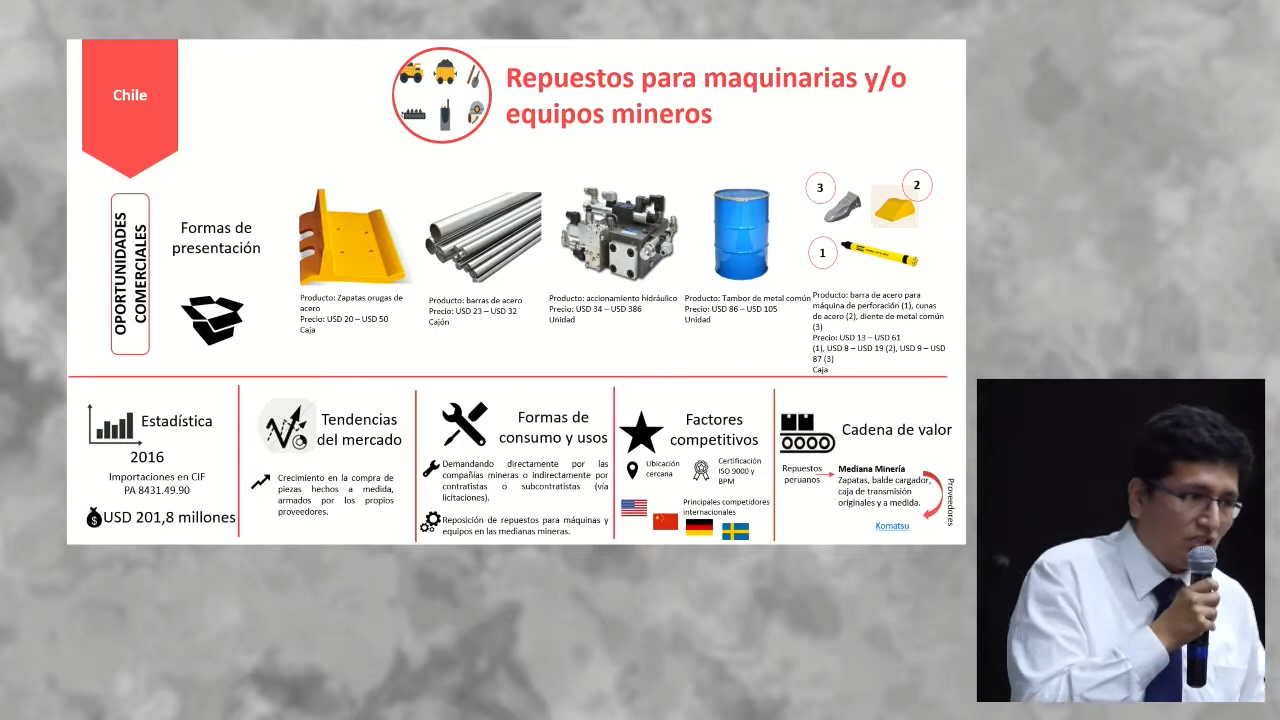 Chile
Repuestos para maquinarias y/o
equipos mineros
OPORTUNIDADES
COMERCIALES
Formas de
presentación
Producto: Zapatas orugas de
acero
Precio: USD 20 – USD 50
Caja
Producto: barras de acero
Precio: USD 23 – USD 32
Cajón
Producto: accionamiento hidráulico
Precio: USD 34 – USD 386
Unidad
Producto: Tambor de metal común
Precio: USD 86 – USD 105
Unidad
3
2
1
Producto: barra de acero para
máquina de perforación (1), cunas
de acero (2), diente de metal común
(3)
Precio: USD 13 – USD 61
(1), USD 8 – USD 19 (2), USD 9 – USD
87 (3)
Caja
Estadística
2016
Importaciones en CIF
PA 8431.49.90
USD 201,8 millones
Tendencias
del mercado
Crecimiento en la compra de
piezas hechos a medida,
armados por los propios
proveedores.
Formas de
consumo y usos
Demandando directamente por las
compañías mineras o indirectamente por
contratistas o subcontratistas (vía
licitaciones).
Reposición de repuestos para máquinas y
equipos en las medianas mineras.
Factores
competitivos
Ubicación
cercana
Certificación
ISO 9000 y
BPM
Principales competidores
internacionales
Cadena de valor
Repuestos
peruanos
Mediana Minería
Zapatas, balde cargador,
caja de transmisión
originales y a medida.
Komatsu
Proveedores